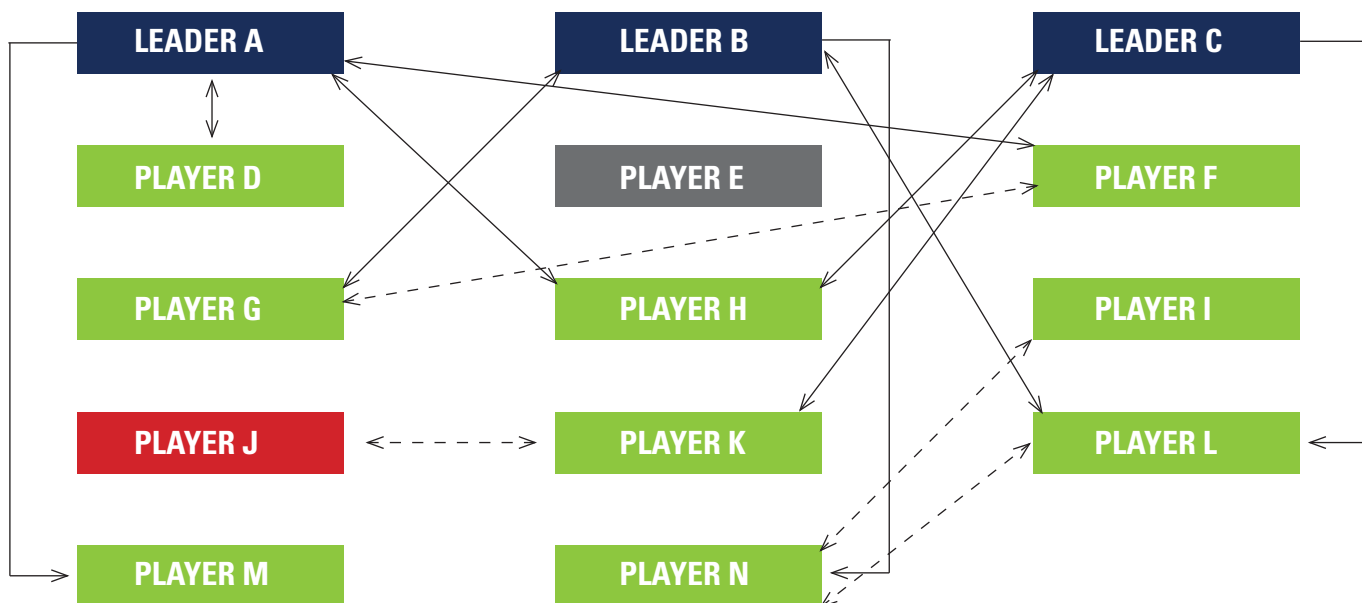 LEADER A
LEADER B
LEADER C
PLAYER D
PLAYER E
PLAYER F
PLAYER G
PLAYER H
PLAYER I
PLAYER J
PLAYER K
PLAYER L
PLAYER M
PLAYER N